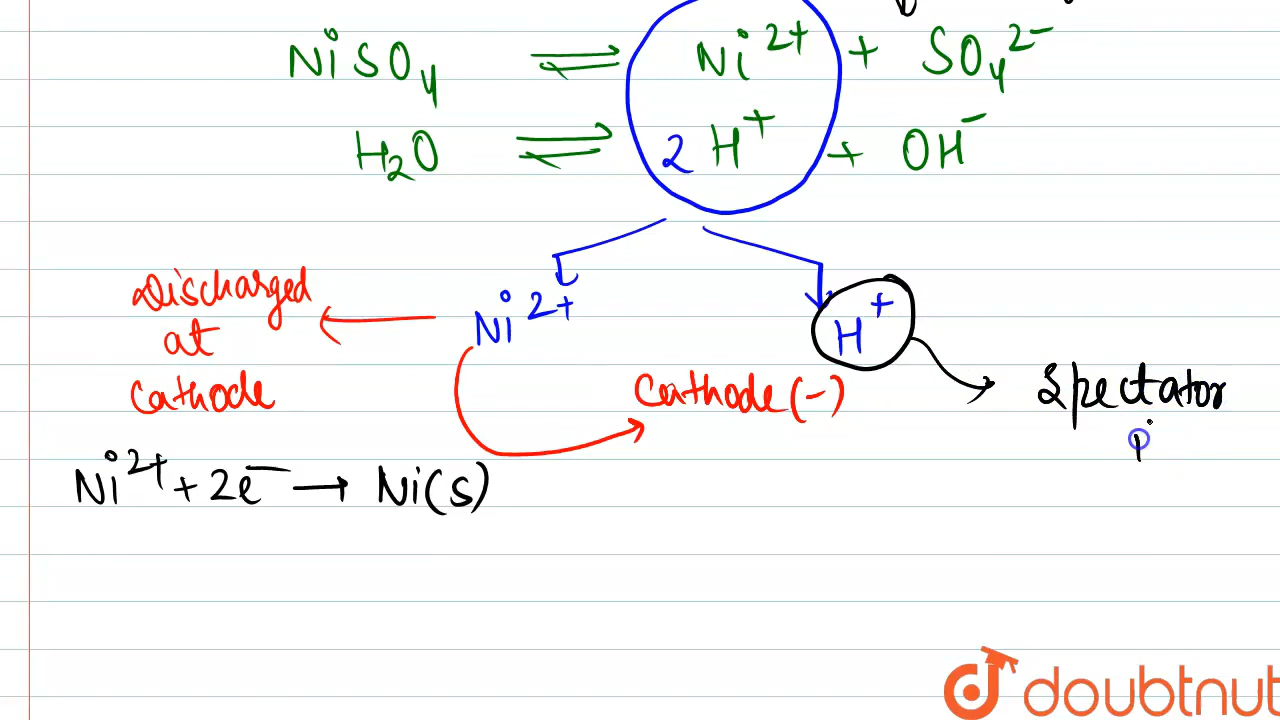 NiSO₄ ⇌ Ni²⁺ + SO₄²⁻
H₂O ⇌ 2H⁺ + OH⁻
Discharged
at
Cathode
← Ni²⁺
H⁺
Cathode (-)
Spectator
i
Ni²⁺ + 2e⁻ → Ni(s)
doubtnut